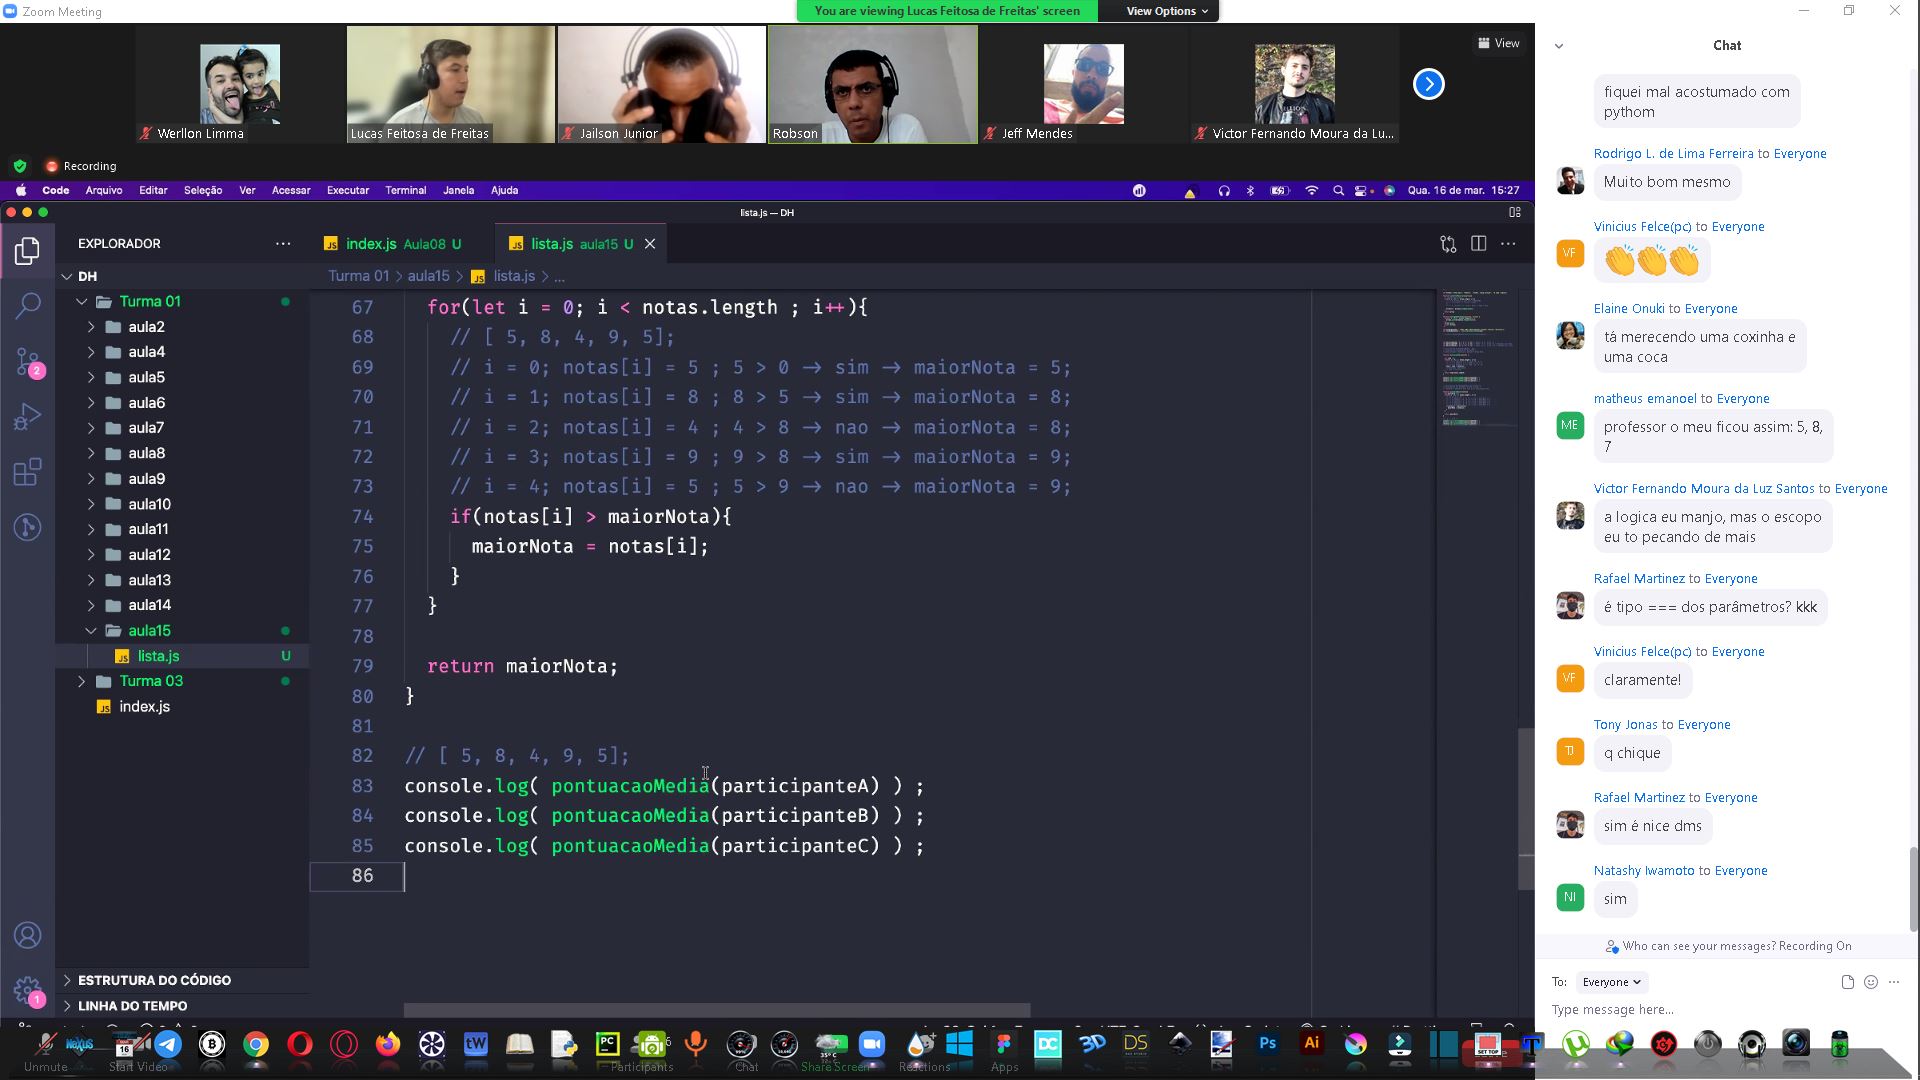 Zoom Meeting
You are viewing Lucas Feitosa de Freitas' screen
View Options
View
Werllon Limma
Lucas Feitosa de Freitas
Jailson Junior
Robson
Jeff Mendes
Victor Fernando Moura da Lu...
Recording
Code Arquivo Editar Seleção Ver Acessar Executar Terminal Janela Ajuda
Qua. 16 de mar. 15:27
lista.js — DH
EXPLORADOR
index.js Aula08 U
lista.js aula15 U
DH
Turma 01 > aula15 > lista.js > ...
Turma 01
aula2
aula4
aula5
aula6
aula7
aula8
aula9
aula10
aula11
aula12
aula13
aula14
aula15
lista.js U
Turma 03
index.js
ESTRUTURA DO CÓDIGO
LINHA DO TEMPO
2
1
67 for(let i = 0; i < notas.length ; i++){
68 // [ 5, 8, 4, 9, 5];
69 // i = 0; notas[i] = 5 ; 5 > 0 -> sim -> maiorNota = 5;
70 // i = 1; notas[i] = 8 ; 8 > 5 -> sim -> maiorNota = 8;
71 // i = 2; notas[i] = 4 ; 4 > 8 -> nao -> maiorNota = 8;
72 // i = 3; notas[i] = 9 ; 9 > 8 -> sim -> maiorNota = 9;
73 // i = 4; notas[i] = 5 ; 5 > 9 -> nao -> maiorNota = 9;
74 if(notas[i] > maiorNota){
75 maiorNota = notas[i];
76 }
77 }
78
79 return maiorNota;
80 }
81
82 // [ 5, 8, 4, 9, 5];
83 console.log( pontuacaoMedia(participanteA) ) ;
84 console.log( pontuacaoMedia(participanteB) ) ;
85 console.log( pontuacaoMedia(participanteC) ) ;
86
Chat
fiquei mal acostumado com
pythom
Rodrigo L. de Lima Ferreira to Everyone
Muito bom mesmo
Vinicius Felce(pc) to Everyone
VF
👏👏👏
Elaine Onuki to Everyone
tá merecendo uma coxinha e
uma coca
matheus emanoel to Everyone
ME
professor o meu ficou assim: 5, 8,
7
Victor Fernando Moura da Luz Santos to Everyone
a logica eu manjo, mas o escopo
eu to pecando de mais
Rafael Martinez to Everyone
é tipo === dos parâmetros? kkk
Vinicius Felce(pc) to Everyone
VF
claramente!
Tony Jonas to Everyone
TJ
q chique
Rafael Martinez to Everyone
sim é nice dms
Natashy Iwamoto to Everyone
NI
sim
Who can see your messages? Recording On
To: Everyone
Type message here...
Unmute
Start Video
Participants
Chat
Share Screen
Reactions
Apps